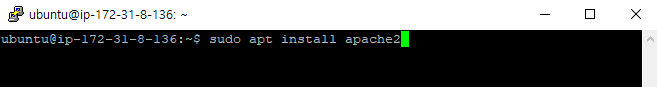 ubuntu@ip-172-31-8-136: ~
ubuntu@ip-172-31-8-136:~$ sudo apt install apache2